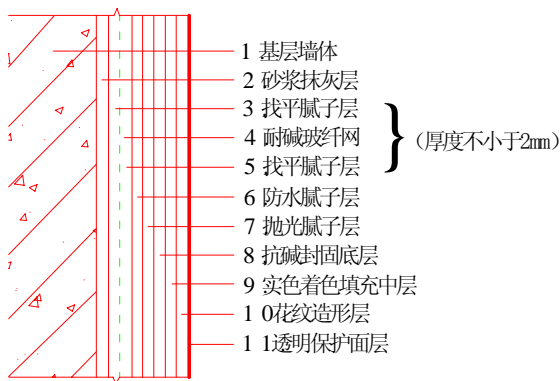 1 基层墙体
2 砂浆抹灰层
3 找平腻子层
4 耐碱玻纤网
5 找平腻子层
(厚度不小于2mm)
6 防水腻子层
7 抛光腻子层
8 抗碱封固底层
9 实色着色填充中层
1 0花纹造形层
1 1透明保护面层